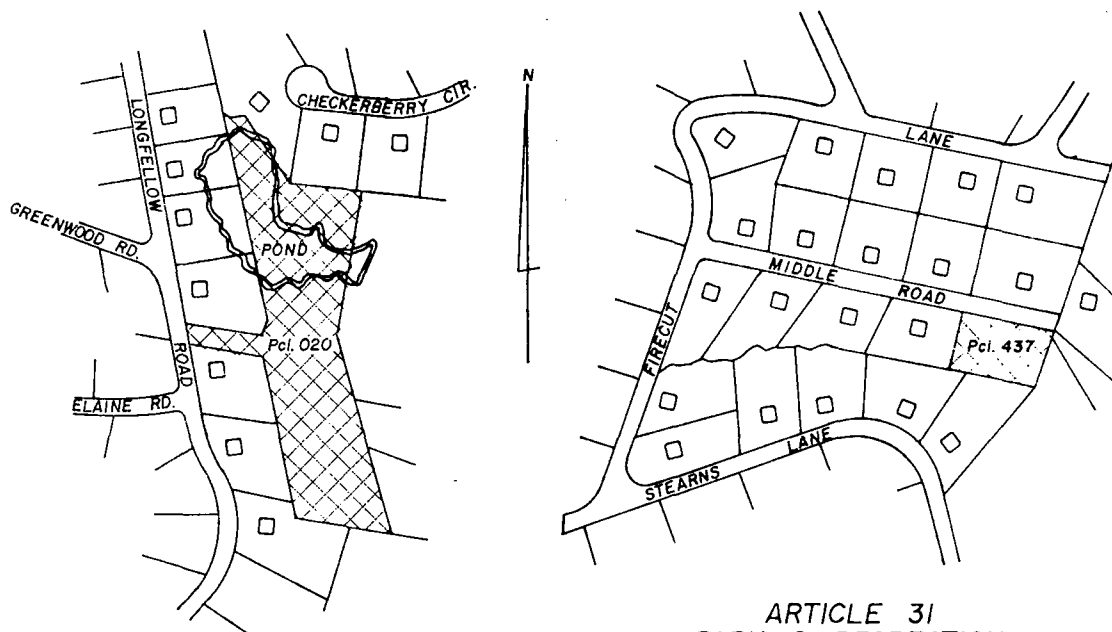 LONGFELLOW
ROAD
GREENWOOD RD.
ELAINE RD.
CHECKERBERRY CIR.
POND
Pcl. 020
N
LANE
MIDDLE ROAD
FIRECUT
Pcl. 437
STEARNS LANE
ARTICLE 31